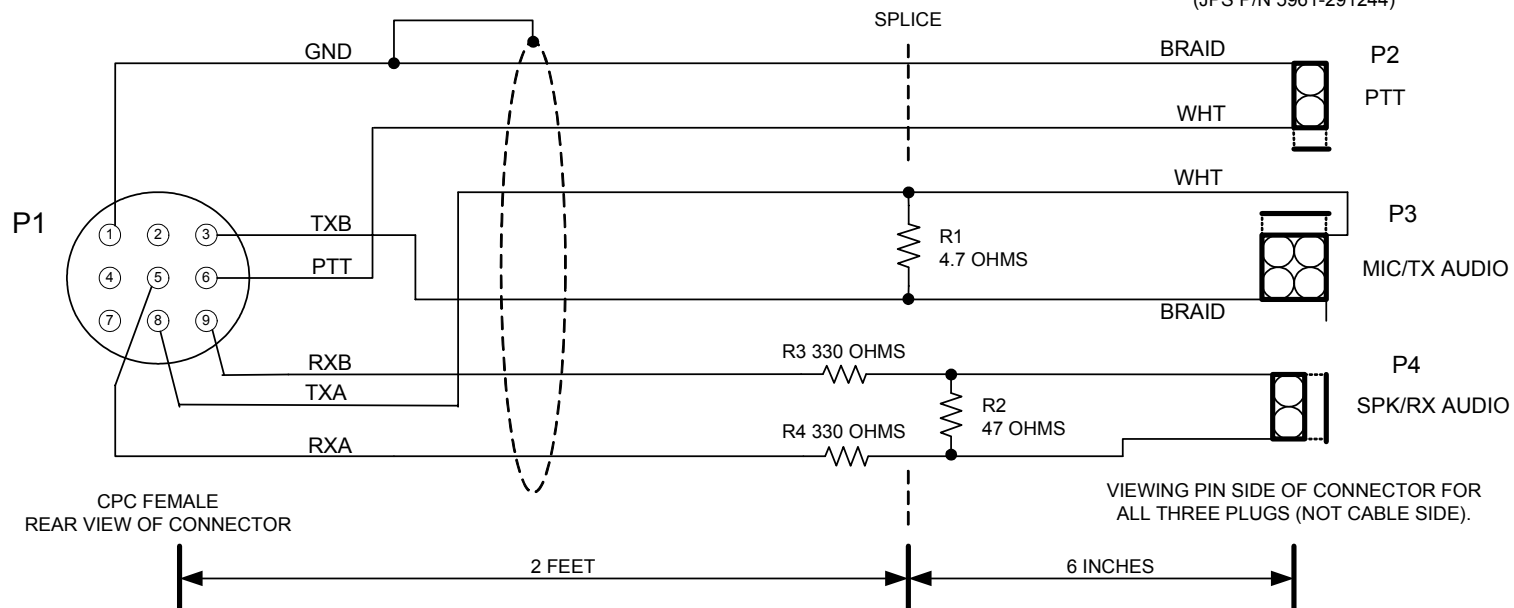 (JPS P/N 5961-291244)
SPLICE
GND
BRAID
P2
PTT
WHT
WHT
P1
1 2 3
TXB
R1
4.7 OHMS
P3
4 5 6
PTT
MIC/TX AUDIO
7 8 9
BRAID
RXB
R3 330 OHMS
P4
TXA
R2
47 OHMS
SPK/RX AUDIO
RXA
R4 330 OHMS
CPC FEMALE
REAR VIEW OF CONNECTOR
VIEWING PIN SIDE OF CONNECTOR FOR
ALL THREE PLUGS (NOT CABLE SIDE).
2 FEET
6 INCHES